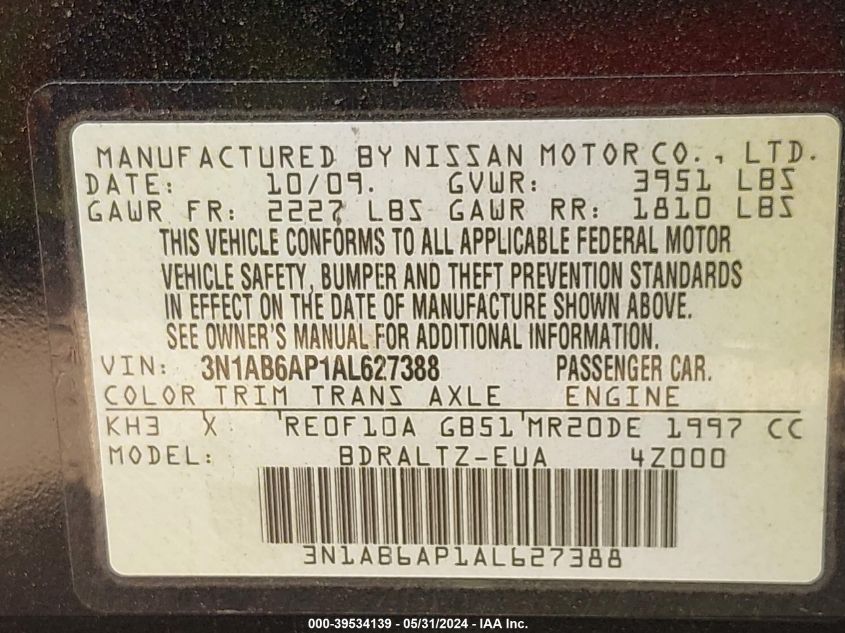 MANUFACTURED BY NISSAN MOTOR CO., LTD.
DATE: 10/09. GVWR: 3951 LBS
GAWR FR: 2227 LBS GAWR RR: 1810 LBS
THIS VEHICLE CONFORMS TO ALL APPLICABLE FEDERAL MOTOR
VEHICLE SAFETY, BUMPER AND THEFT PREVENTION STANDARDS
IN EFFECT ON THE DATE OF MANUFACTURE SHOWN ABOVE.
SEE OWNER'S MANUAL FOR ADDITIONAL INFORMATION.
VIN: 3N1AB6AP1AL627388 PASSENGER CAR.
COLOR TRIM TRANS AXLE ENGINE
KH3 X RE0F10A GB51 MR20DE 1997 CC
MODEL: BDRALTZ-EUA 4Z000
3N1AB6AP1AL627388
000-39534139 - 05/31/2024 - IAA Inc.